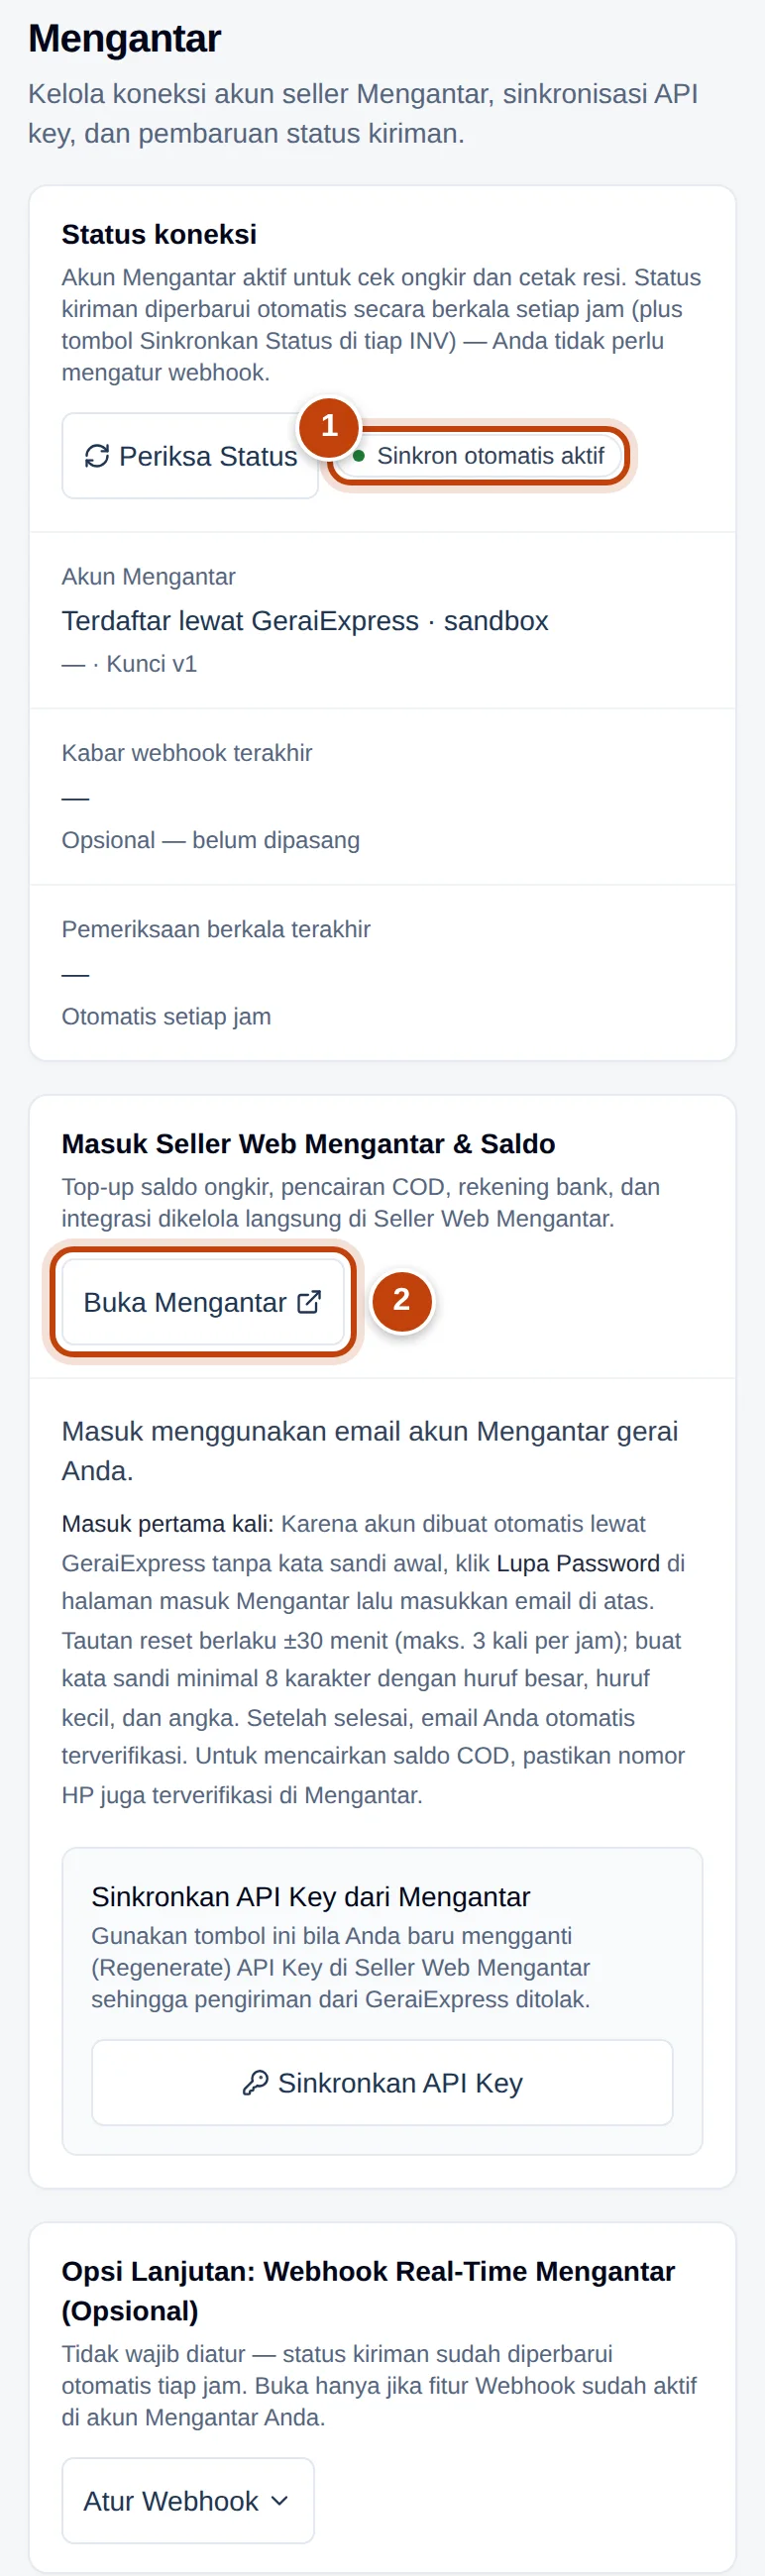 Mengantar
Kelola koneksi akun seller Mengantar, sinkronisasi API
key, dan pembaruan status kiriman.
Status koneksi
Akun Mengantar aktif untuk cek ongkir dan cetak resi. Status
kiriman diperbarui otomatis secara berkala setiap jam (plus
tombol Sinkronkan Status di tiap INV) — Anda tidak perlu
mengatur webhook.
Periksa Status
1
Sinkron otomatis aktif
Akun Mengantar
Terdaftar lewat GeraiExpress · sandbox
— · Kunci v1
Kabar webhook terakhir
—
Opsional — belum dipasang
Pemeriksaan berkala terakhir
—
Otomatis setiap jam
Masuk Seller Web Mengantar & Saldo
Top-up saldo ongkir, pencairan COD, rekening bank, dan
integrasi dikelola langsung di Seller Web Mengantar.
Buka Mengantar
2
Masuk menggunakan email akun Mengantar gerai
Anda.
Masuk pertama kali: Karena akun dibuat otomatis lewat
GeraiExpress tanpa kata sandi awal, klik Lupa Password di
halaman masuk Mengantar lalu masukkan email di atas.
Tautan reset berlaku ±30 menit (maks. 3 kali per jam); buat
kata sandi minimal 8 karakter dengan huruf besar, huruf
kecil, dan angka. Setelah selesai, email Anda otomatis
terverifikasi. Untuk mencairkan saldo COD, pastikan nomor
HP juga terverifikasi di Mengantar.
Sinkronkan API Key dari Mengantar
Gunakan tombol ini bila Anda baru mengganti
(Regenerate) API Key di Seller Web Mengantar
sehingga pengiriman dari GeraiExpress ditolak.
Sinkronkan API Key
Opsi Lanjutan: Webhook Real-Time Mengantar
(Opsional)
Tidak wajib diatur — status kiriman sudah diperbarui
otomatis tiap jam. Buka hanya jika fitur Webhook sudah aktif
di akun Mengantar Anda.
Atur Webhook